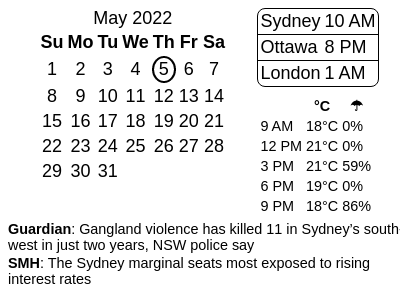 May 2022
Su Mo Tu We Th Fr Sa
1 2 3 4 5 6 7
8 9 10 11 12 13 14
15 16 17 18 19 20 21
22 23 24 25 26 27 28
29 30 31
Sydney 10 AM
Ottawa 8 PM
London 1 AM
°C ☂
9 AM 18°C 0%
12 PM 21°C 0%
3 PM 21°C 59%
6 PM 19°C 0%
9 PM 18°C 86%
Guardian: Gangland violence has killed 11 in Sydney’s south-
west in just two years, NSW police say
SMH: The Sydney marginal seats most exposed to rising
interest rates